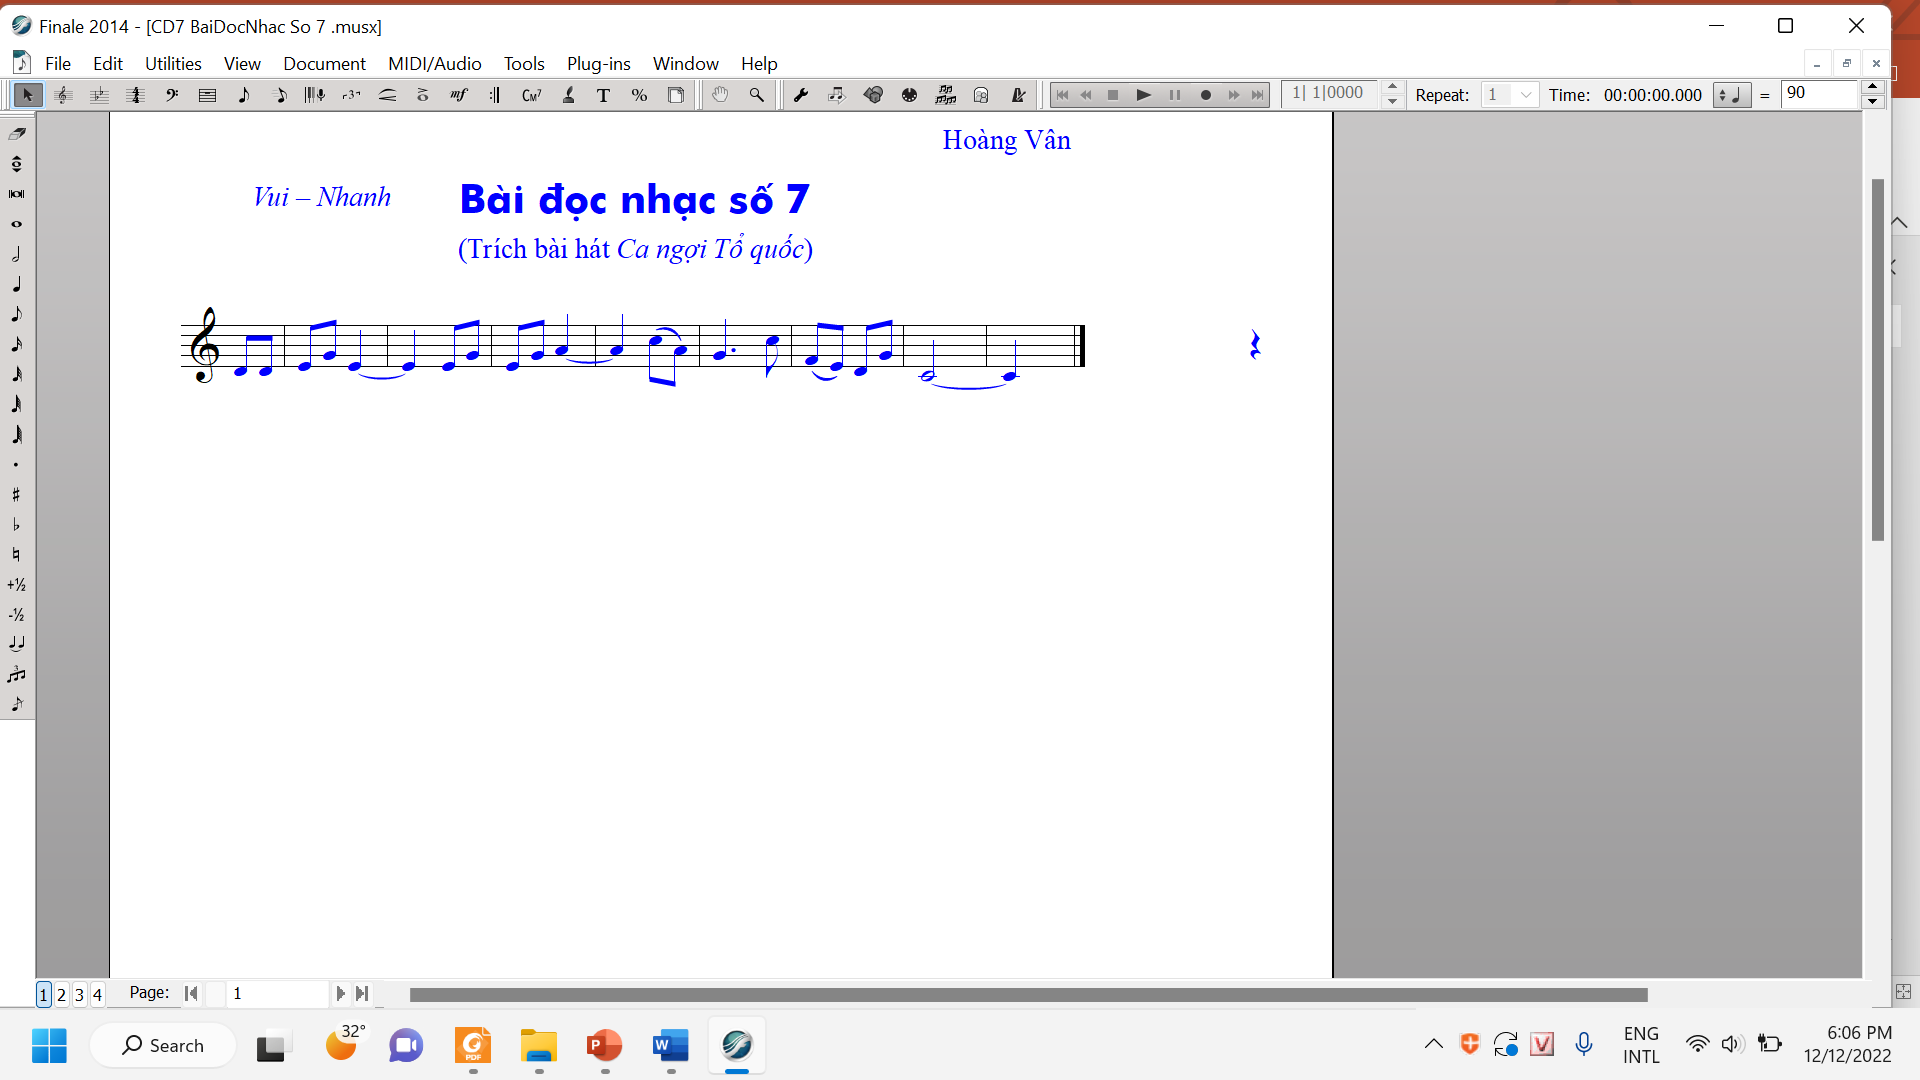 Finale 2014 - [CD7 BaiDocNhac So 7 .musx]
File Edit Utilities View Document MIDI/Audio Tools Plug-ins Window Help
Repeat: 1 Time: 00:00:00.000 = 90
1| 1|0000
Hoàng Vân
Vui – Nhanh
Bài đọc nhạc số 7
(Trích bài hát Ca ngợi Tổ quốc)
1 2 3 4 Page: 1
Search
32°
ENG
INTL
6:06 PM
12/12/2022